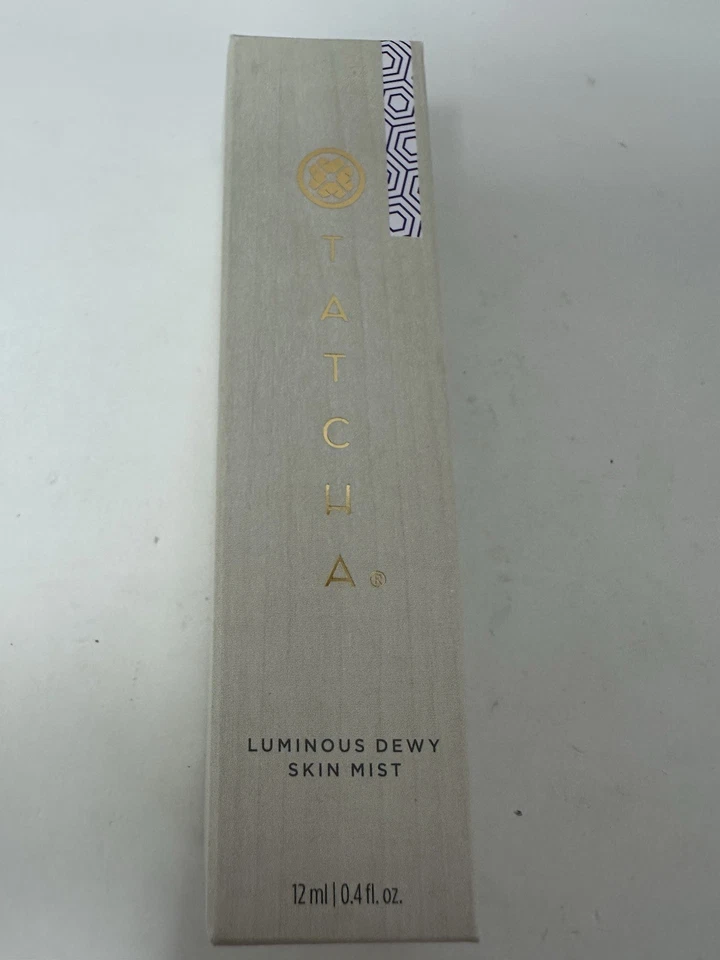 TATCHA®
LUMINOUS DEWY
SKIN MIST
12 ml | 0.4 fl. oz.